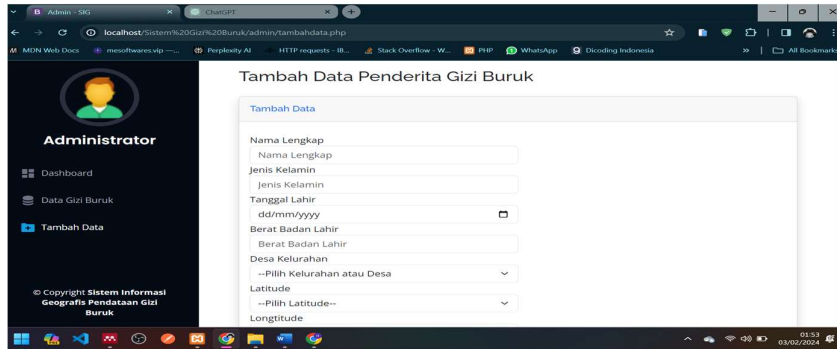 Admin - SIG
ChatGPT
localhost/Sistem%20Gizi%20Buruk/admin/tambahdata.php
MDN Web Docs mesoftwares.vip —... Perplexity AI HTTP requests - IB... Stack Overflow - W... PHP WhatsApp Dicoding Indonesia » All Bookmarks
Tambah Data Penderita Gizi Buruk
Tambah Data
Administrator
Dashboard
Data Gizi Buruk
Tambah Data
© Copyright Sistem Informasi
Geografis Pendataan Gizi
Buruk
Nama Lengkap
Nama Lengkap
Jenis Kelamin
Jenis Kelamin
Tanggal Lahir
dd/mm/yyyy
Berat Badan Lahir
Berat Badan Lahir
Desa Kelurahan
--Pilih Kelurahan atau Desa
Latitude
--Pilih Latitude--
Longtitude
01:53
03/02/2024